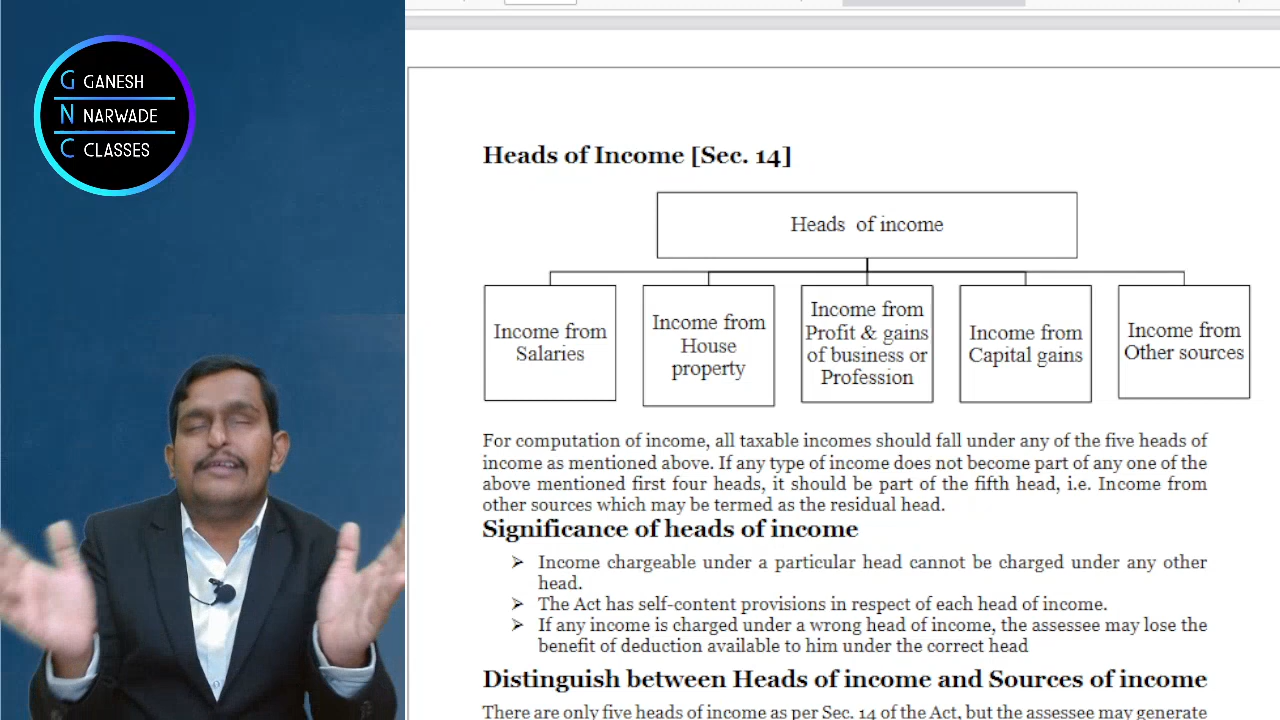 G GANESH
N NARWADE
C CLASSES
Heads of Income [Sec. 14]
Heads of income
Income from
Salaries
Income from
House
property
Income from
Profit & gains
of business or
Profession
Income from
Capital gains
Income from
Other sources
For computation of income, all taxable incomes should fall under any of the five heads of
income as mentioned above. If any type of income does not become part of any one of the
above mentioned first four heads, it should be part of the fifth head, i.e. Income from
other sources which may be termed as the residual head.
Significance of heads of income
➢ Income chargeable under a particular head cannot be charged under any other
head.
➢ The Act has self-content provisions in respect of each head of income.
➢ If any income is charged under a wrong head of income, the assessee may lose the
benefit of deduction available to him under the correct head
Distinguish between Heads of income and Sources of income
There are only five heads of income as per Sec. 14 of the Act, but the assessee may generate